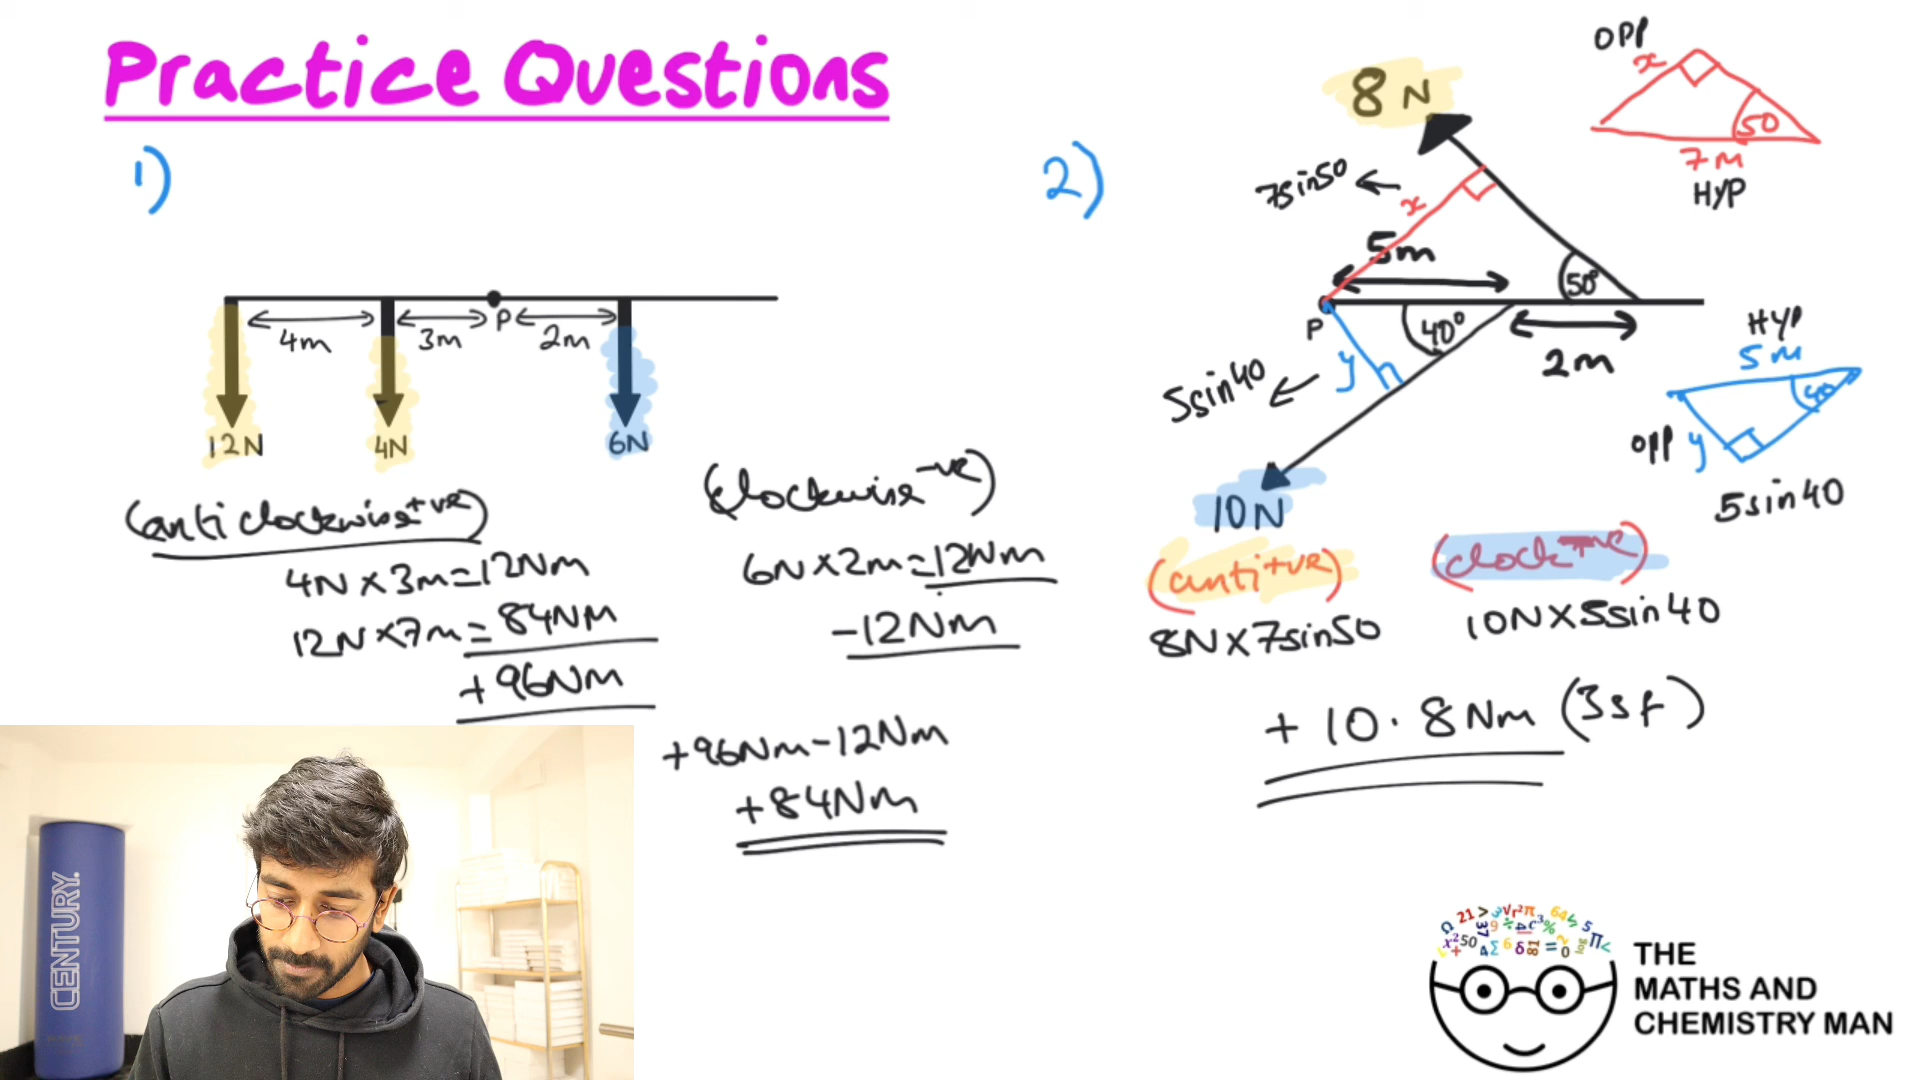 Practice Questions
1)
4m
3m
P
2m
12N
4N
6N
(anti clockwise +ve)
4N x 3m = 12Nm
12N x 7m = 84NM
+ 96NM
(clockwise -ve)
6N x 2m = 12Nm
-12Nm
+96Nm - 12Nm
+84Nm
2)
8 N
7sin50
x
5m
50°
P
40°
2m
y
5sin40
10N
OPP
x
50
7m
HYP
HYP
5m
40
OPP
y
5sin40
(anti +ve)
8N x 7sin50
(clock -ve)
10N x 5sin40
+ 10.8Nm (3sf)
CENTURY.
THE
MATHS AND
CHEMISTRY MAN